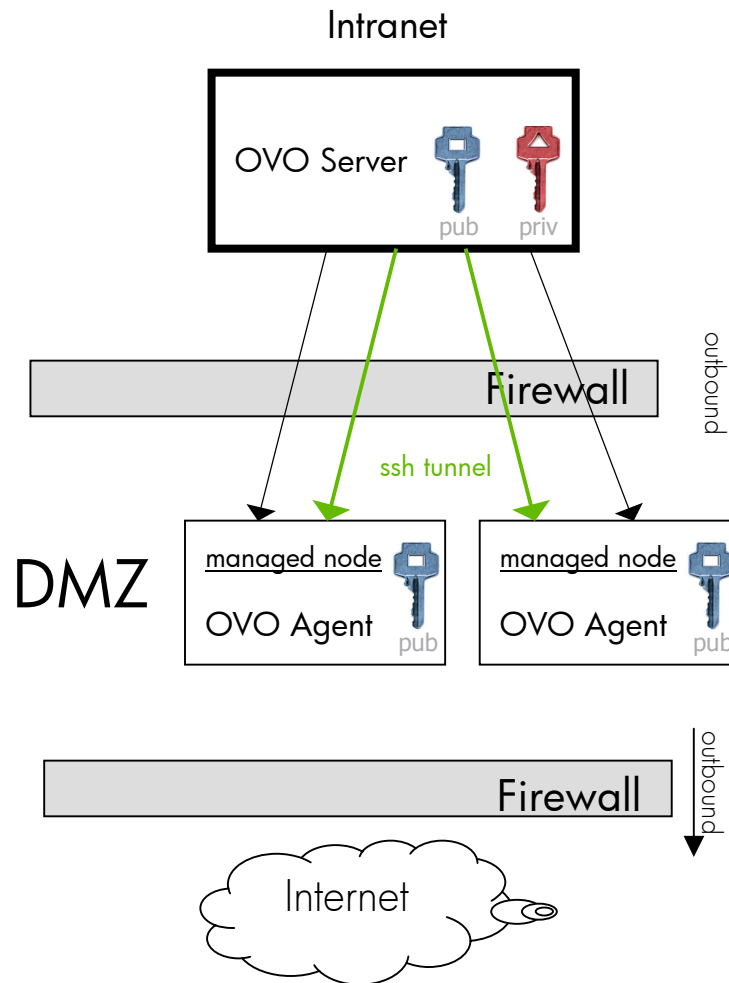 Intranet
OVO Server
pub
priv
outbound
Firewall
ssh tunnel
DMZ
managed node
OVO Agent
pub
managed node
OVO Agent
pub
outbound
Firewall
Internet